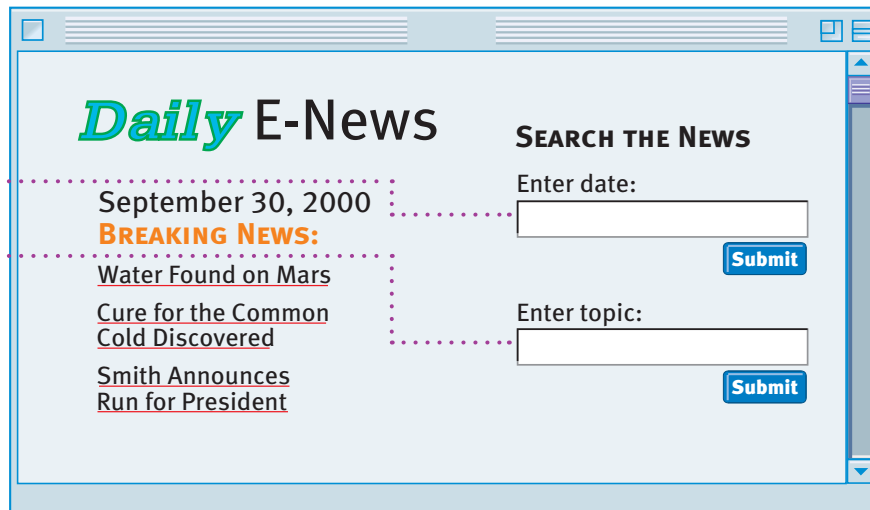 Daily E-News
September 30, 2000
BREAKING NEWS:
Water Found on Mars
Cure for the Common
Cold Discovered
Smith Announces
Run for President
SEARCH THE NEWS
Enter date:
Submit
Enter topic:
Submit